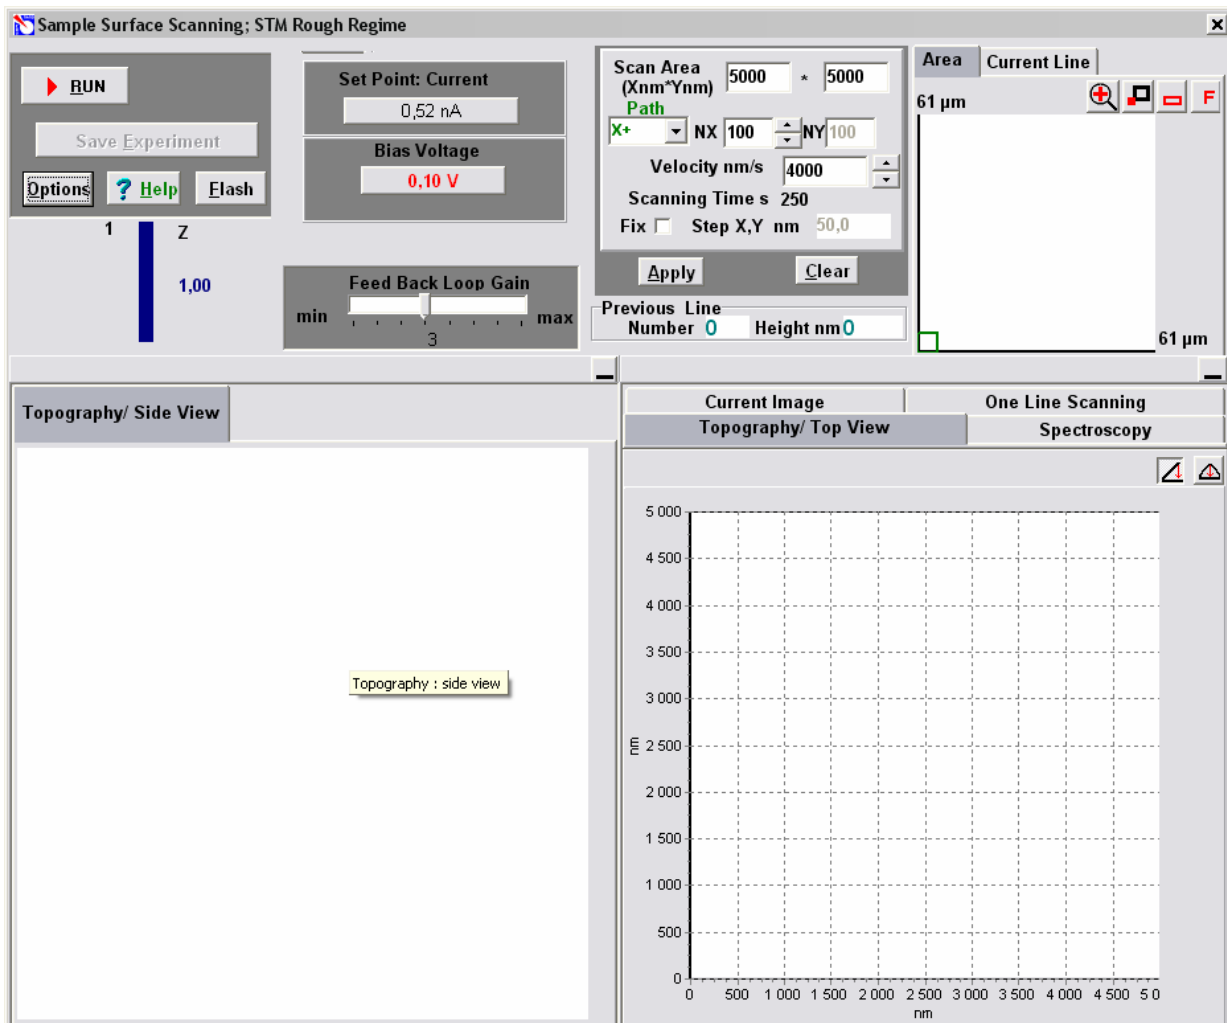 Sample Surface Scanning; STM Rough Regime
RUN
Save Experiment
Options
? Help
Flash
1
Z
1,00
Set Point: Current
0,52 nA
Bias Voltage
0,10 V
Feed Back Loop Gain
min
max
3
Scan Area
(Xnm*Ynm)
5000 * 5000
Path
X+ NX 100 NY 100
Velocity nm/s 4000
Scanning Time s 250
Fix Step X,Y nm 50,0
Apply
Clear
Previous Line
Number 0 Height nm 0
Area
Current Line
61 µm
F
61 µm
Topography/ Side View
Topography : side view
Current Image
One Line Scanning
Topography/ Top View
Spectroscopy
5 000
4 500
4 000
3 500
3 000
nm
2 500
2 000
1 500
1 000
500
0
0 500 1 000 1 500 2 000 2 500 3 000 3 500 4 000 4 500 5 0
nm